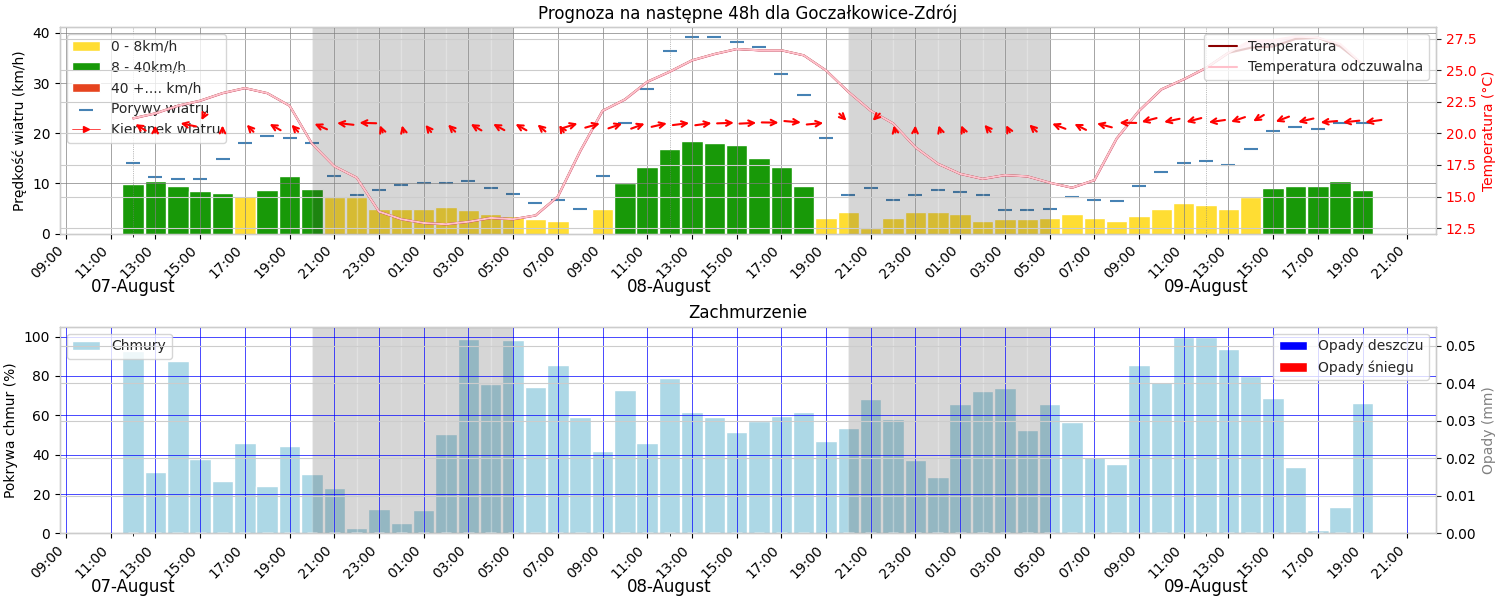 Prognoza na następne 48h dla Goczałkowice-Zdrój
Prędkość wiatru (km/h)
40
30
20
10
0
0 - 8km/h
8 - 40km/h
40 +.... km/h
Porywy wiatru
Kierunek wiatru
Temperatura
Temperatura odczuwalna
27.5
25.0
22.5
20.0
17.5
15.0
12.5
Temperatura (°C)
09:00 11:00 13:00 15:00 17:00 19:00 21:00 23:00 01:00 03:00 05:00 07:00 09:00 11:00 13:00 15:00 17:00 19:00 21:00 23:00 01:00 03:00 05:00 07:00 09:00 11:00 13:00 15:00 17:00 19:00 21:00
07-August 08-August 09-August
Zachmurzenie
Pokrywa chmur (%)
100
80
60
40
20
0
Chmury
Opady deszczu
Opady śniegu
0.05
0.04
0.03
0.02
0.01
0.00
Opady (mm)
09:00 11:00 13:00 15:00 17:00 19:00 21:00 23:00 01:00 03:00 05:00 07:00 09:00 11:00 13:00 15:00 17:00 19:00 21:00 23:00 01:00 03:00 05:00 07:00 09:00 11:00 13:00 15:00 17:00 19:00 21:00
07-August 08-August 09-August